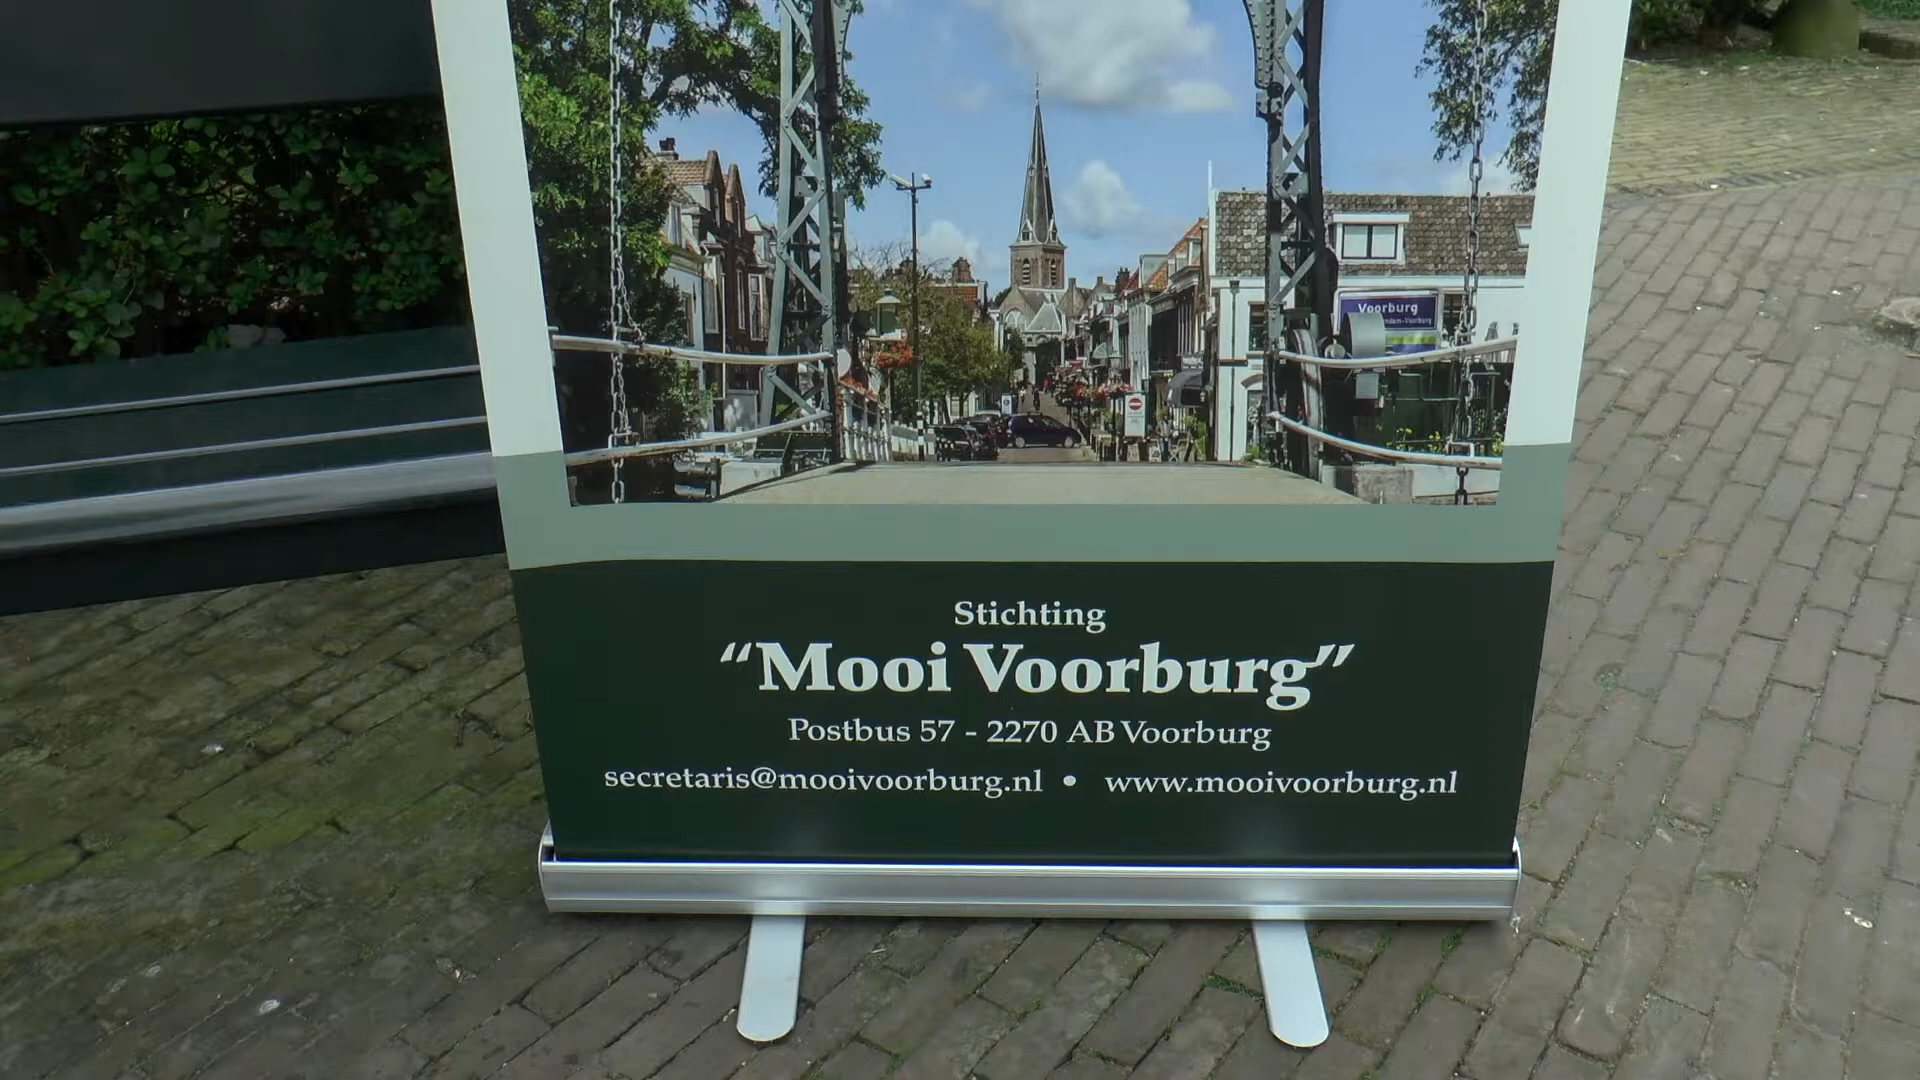 Voorburg
Stichting
“Mooi Voorburg”
Postbus 57 - 2270 AB Voorburg
secretaris@mooivoorburg.nl • www.mooivoorburg.nl